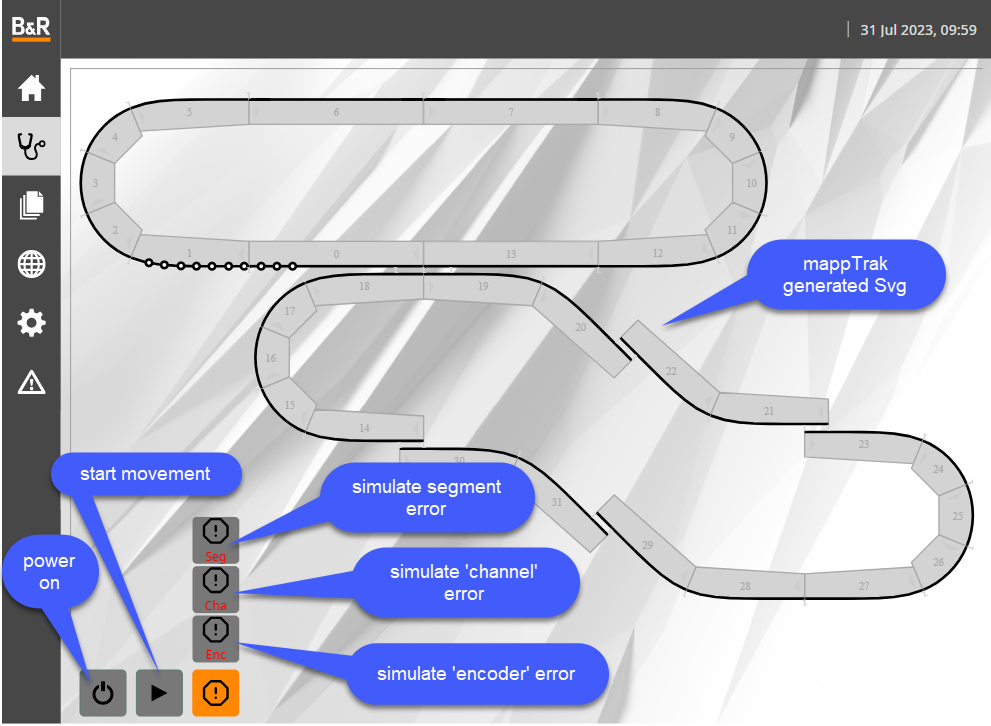 B&R
31 Jul 2023, 09:59
5
6
7
8
4
9
3
10
2
11
1
0
13
12
mappTrak
generated Svg
18
19
17
20
16
22
15
21
14
23
30
24
start movement
simulate segment
error
31
25
Seg
29
26
power
on
simulate 'channel'
error
28
27
Cha
Enc
simulate 'encoder' error